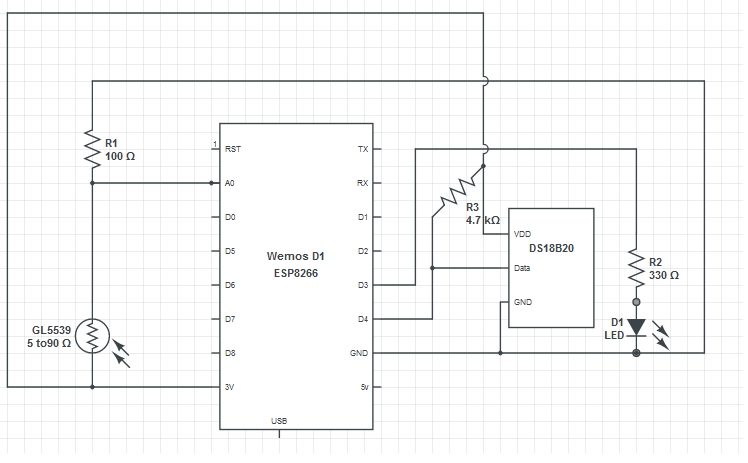 R1
100 Ω
1
RST
A0
D0
D5
D6
D7
D8
3V
Wemos D1
ESP8266
USB
TX
RX
D1
D2
D3
D4
GND
5v
GL5539
5 to90 Ω
R3
4.7 kΩ
VDD
DS18B20
Data
GND
R2
330 Ω
D1
LED